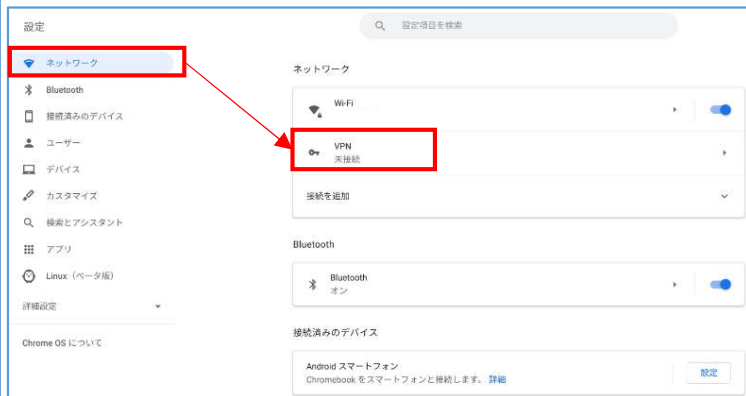 設定
設定項目を検索
ネットワーク
Bluetooth
接続済みのデバイス
ユーザー
デバイス
カスタマイズ
検索とアシスタント
アプリ
Linux（ベータ版）
詳細設定
Chrome OS について
ネットワーク
Wi-Fi
VPN
未接続
接続を追加
Bluetooth
Bluetooth
オン
接続済みのデバイス
Android スマートフォン
Chromebook をスマートフォンと接続します。 詳細
設定